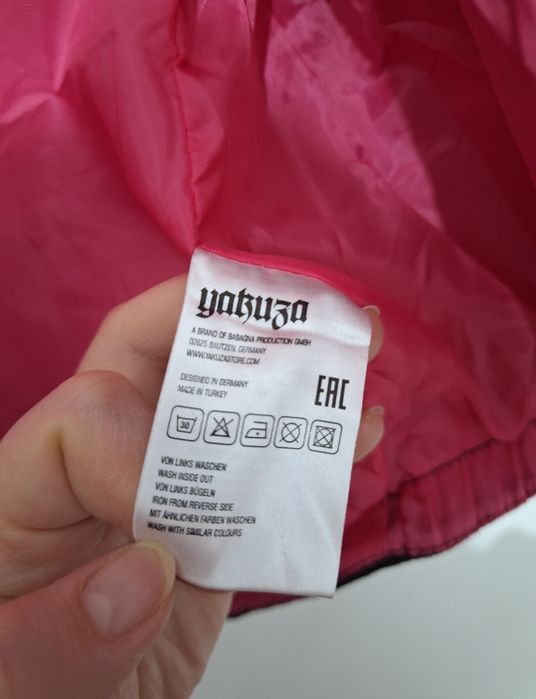 yakuza
A BRAND OF BABAGNA PRODUCTION GMBH
02625 BAUTZEN, GERMANY
WWW.YAKUZASTORE.COM
DESIGNED IN GERMANY
MADE IN TURKEY
EAC
30
VON LINKS WASCHEN
WASH INSIDE OUT
VON LINKS BÜGELN
IRON FROM REVERSE SIDE
MIT ÄHNLICHEN FARBEN WASCHEN
WASH WITH SIMILAR COLOURS